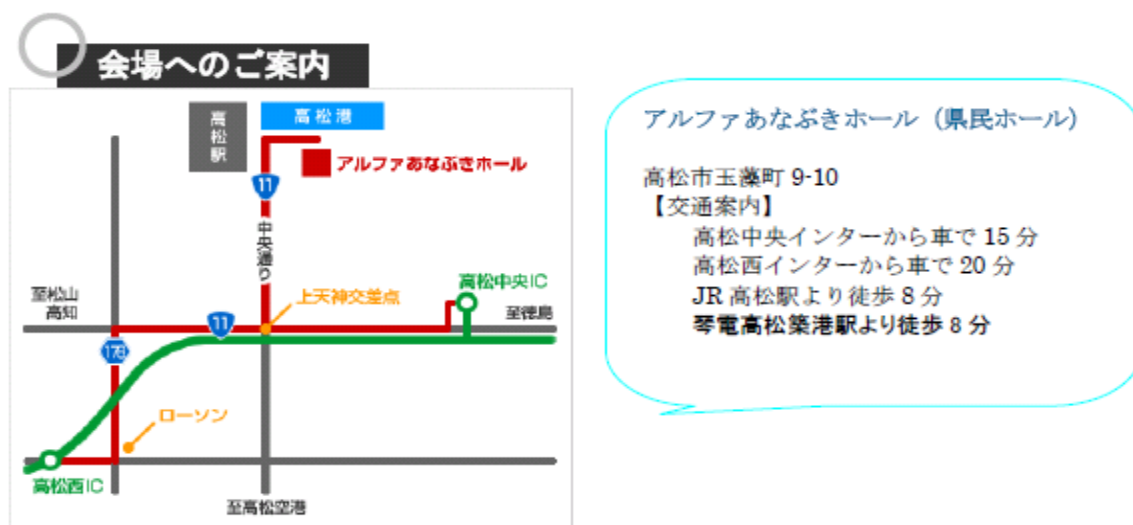 会場へのご案内
高松駅
高松港
アルファあなぶきホール
11
中央通り
高松中央IC
至松山
高知
上天神交差点
至徳島
11
178
ローソン
高松西IC
至高松空港
アルファあなぶきホール（県民ホール）
高松市玉藻町 9-10
【交通案内】
高松中央インターから車で 15 分
高松西インターから車で 20 分
JR 高松駅より徒歩 8 分
琴電高松築港駅より徒歩 8 分